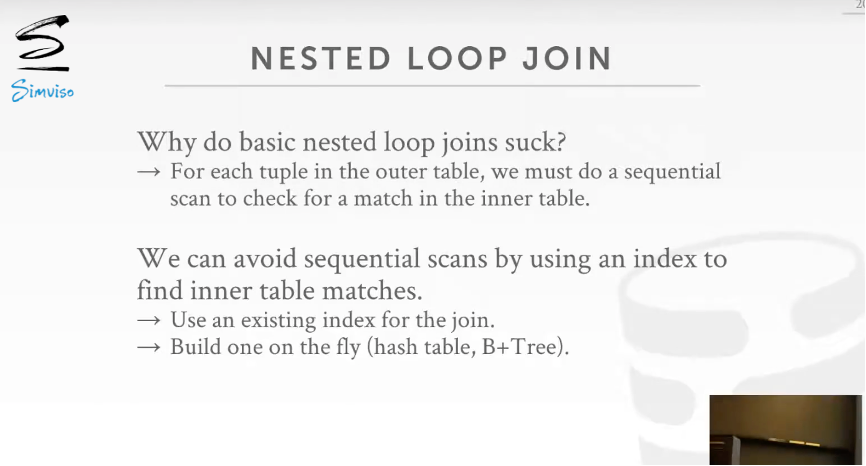 Simviso
NESTED LOOP JOIN
Why do basic nested loop joins suck?
→ For each tuple in the outer table, we must do a sequential
scan to check for a match in the inner table.
We can avoid sequential scans by using an index to
find inner table matches.
→ Use an existing index for the join.
→ Build one on the fly (hash table, B+Tree).